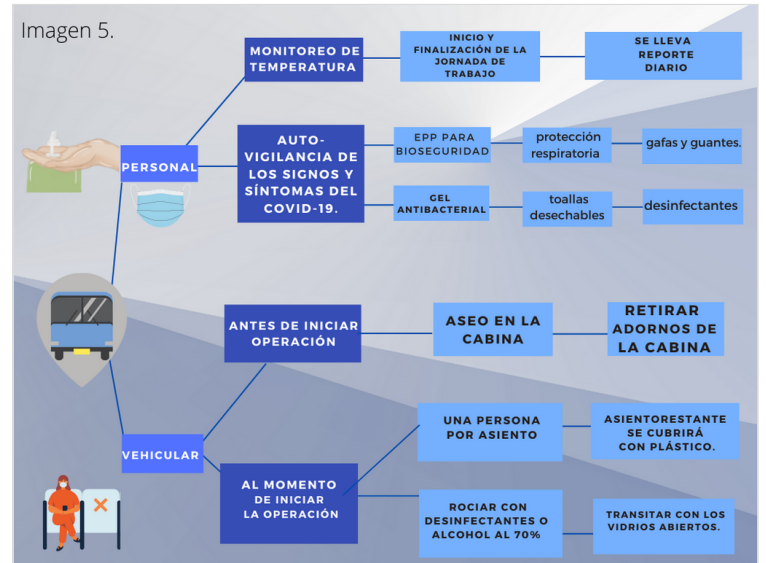 Imagen 5.
MONITOREO DE
TEMPERATURA
INICIO Y
FINALIZACIÓN DE LA
JORNADA DE
TRABAJO
SE LLEVA
REPORTE
DIARIO
PERSONAL
AUTO-
VIGILANCIA DE
LOS SIGNOS Y
SÍNTOMAS DEL
COVID-19.
EPP PARA
BIOSEGURIDAD
protección
respiratoria
gafas y guantes.
GEL
ANTIBACTERIAL
toallas
desechables
desinfectantes
ANTES DE INICIAR
OPERACIÓN
ASEO EN LA
CABINA
RETIRAR
ADORNOS DE
LA CABINA
VEHICULAR
AL MOMENTO
DE INICIAR
LA OPERACIÓN
UNA PERSONA
POR ASIENTO
ASIENTORESTANTE
SE CUBRIRÁ
CON PLÁSTICO.
ROCIAR CON
DESINFECTANTES O
ALCOHOL AL 70%
TRANSITAR CON LOS
VIDRIOS ABIERTOS.